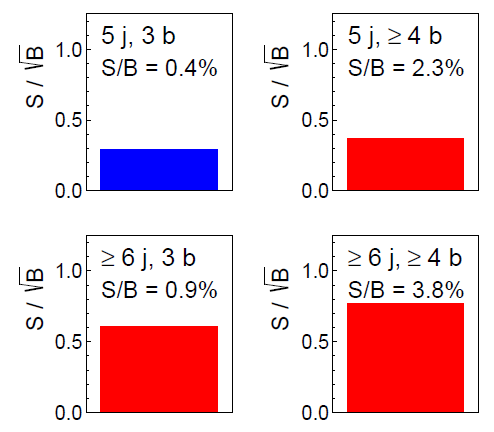 5 j, 3 b
S/B = 0.4%
S / √B
1.0
0.5
0.0
5 j, ≥ 4 b
S/B = 2.3%
S / √B
1.0
0.5
0.0
≥ 6 j, 3 b
S/B = 0.9%
S / √B
1.0
0.5
0.0
≥ 6 j, ≥ 4 b
S/B = 3.8%
S / √B
1.0
0.5
0.0